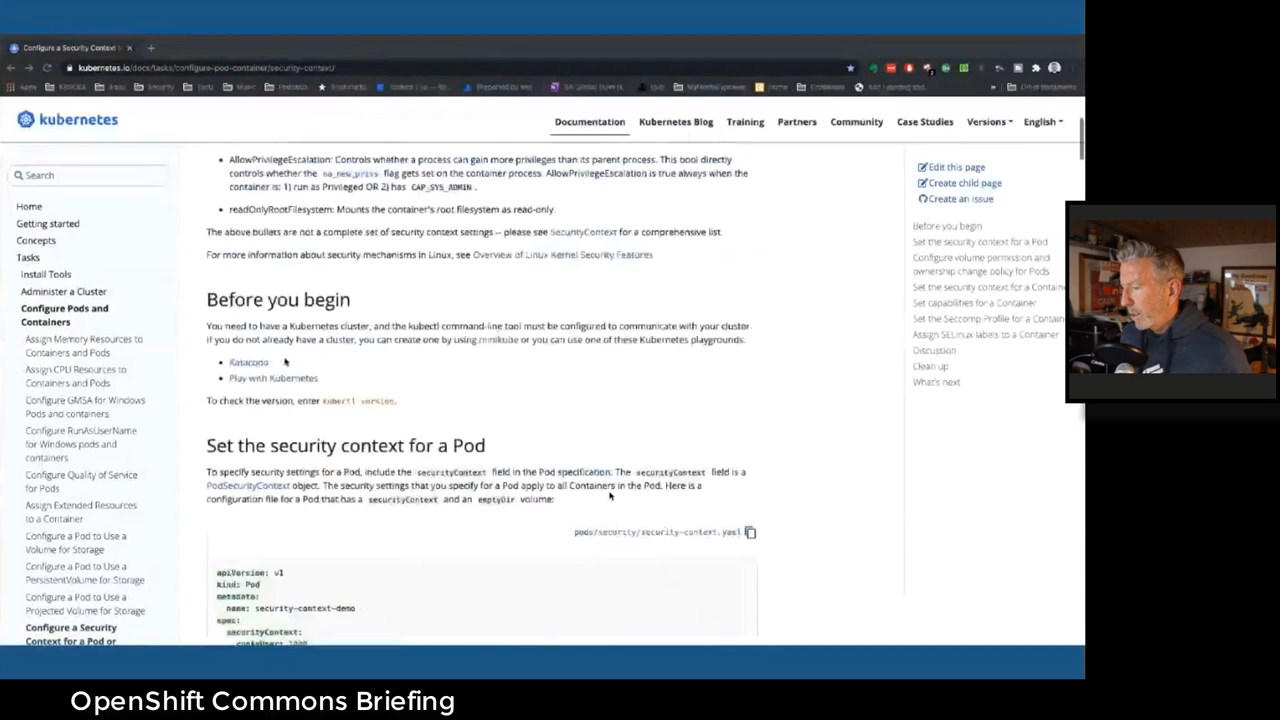 Configure a Security Context
kubernetes.io/docs/tasks/configure-pod-container/security-context/
Apps
kubernetes
Documentation
Kubernetes Blog
Training
Partners
Community
Case Studies
Versions
English
Search
Home
Getting started
Concepts
Tasks
Install Tools
Administer a Cluster
Configure Pods and
Containers
Assign Memory Resources to
Containers and Pods
Assign CPU Resources to
Containers and Pods
Configure GMSA for Windows
Pods and containers
Configure RunAsUserName
for Windows pods and
containers
Configure Quality of Service
for Pods
Assign Extended Resources
to a Container
Configure a Pod to Use a
Volume for Storage
Configure a Pod to Use a
PersistentVolume for Storage
Configure a Pod to Use a
Projected Volume for Storage
Configure a Security
Context for a Pod or
AllowPrivilegeEscalation: Controls whether a process can gain more privileges than its parent process. This bool directly
controls whether the no_new_privs flag gets set on the container process. AllowPrivilegeEscalation is true always when the
container is: 1) run as Privileged OR 2) has CAP_SYS_ADMIN .
readOnlyRootFilesystem: Mounts the container's root filesystem as read-only.
The above bullets are not a complete set of security context settings -- please see SecurityContext for a comprehensive list.
For more information about security mechanisms in Linux, see Overview of Linux Kernel Security Features
Before you begin
You need to have a Kubernetes cluster, and the kubectl command-line tool must be configured to communicate with your cluster.
If you do not already have a cluster, you can create one by using minikube or you can use one of these Kubernetes playgrounds:
Katacoda
Play with Kubernetes
To check the version, enter kubectl version.
Set the security context for a Pod
To specify security settings for a Pod, include the securityContext field in the Pod specification. The securityContext field is a
PodSecurityContext object. The security settings that you specify for a Pod apply to all Containers in the Pod. Here is a
configuration file for a Pod that has a securityContext and an emptyDir volume:
pods/security/security-context.yaml
apiVersion: v1
kind: Pod
metadata:
name: security-context-demo
spec:
securityContext:
runAsUser: 1000
Edit this page
Create child page
Create an issue
Before you begin
Set the security context for a Pod
Configure volume permission and
ownership change policy for Pods
Set the security context for a Contain
Set capabilities for a Container
Set the Seccomp Profile for a Contain
Assign SELinux labels to a Container
Discussion
Clean up
What's next
OpenShift Commons Briefing